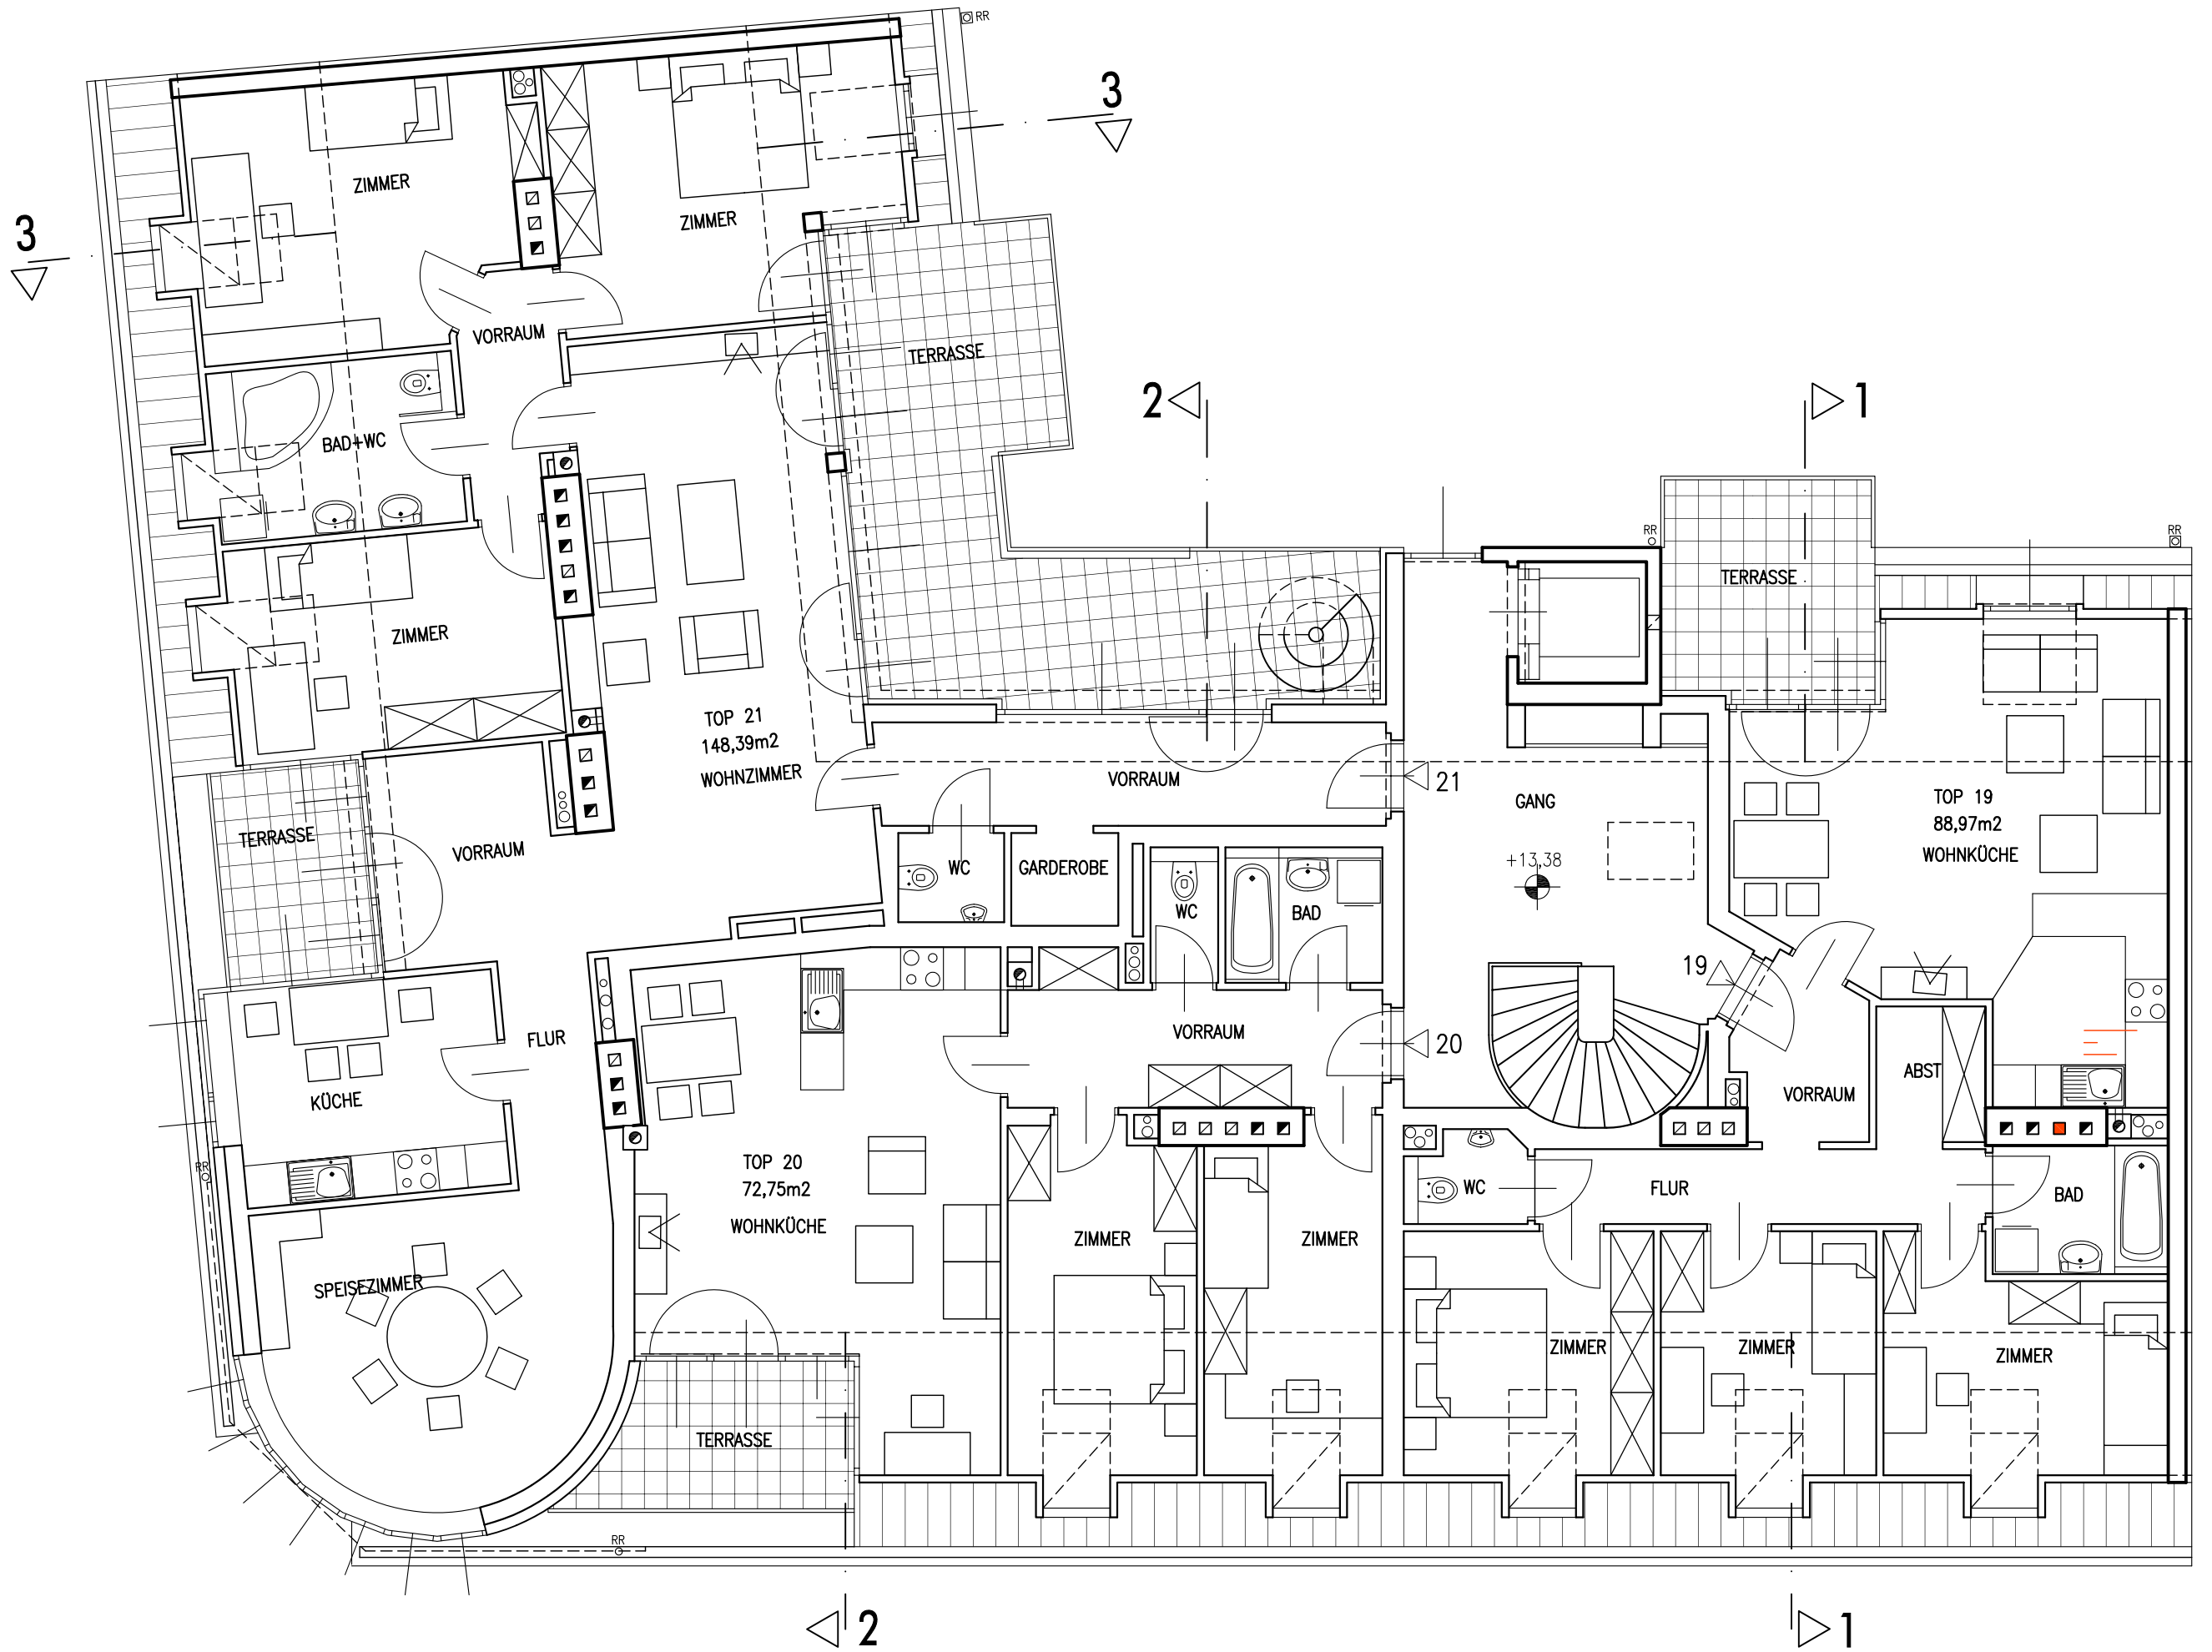 RR
3
3
ZIMMER
ZIMMER
VORRAUM
TERRASSE
BAD+WC
2
1
RR
RR
TERRASSE
ZIMMER
TOP 21
148,39m2
WOHNZIMMER
VORRAUM
21
GANG
TOP 19
88,97m2
WOHNKÜCHE
TERRASSE
VORRAUM
WC
GARDEROBE
+13,38
WC
BAD
19
FLUR
VORRAUM
20
KÜCHE
ABST
VORRAUM
TOP 20
72,75m2
WOHNKÜCHE
RR
WC
FLUR
BAD
ZIMMER
ZIMMER
SPEISEZIMMER
ZIMMER
ZIMMER
ZIMMER
TERRASSE
RR
2
1